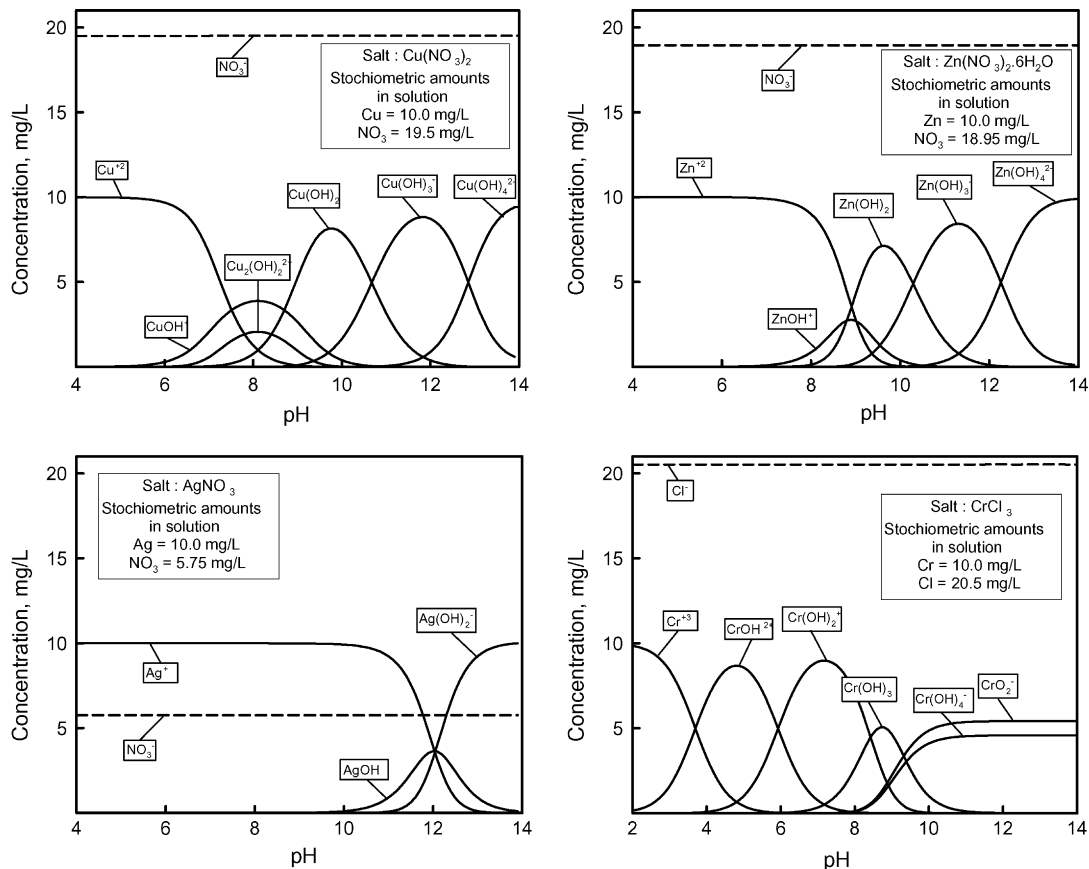 20
15
10
5
Concentration, mg/L
NO₃⁻
Salt : Cu(NO₃)₂
Stochiometric amounts
in solution
Cu = 10.0 mg/L
NO₃ = 19.5 mg/L
Cu⁺²
CuOH⁺
Cu₂(OH)₂²⁺
Cu(OH)₂
Cu(OH)₃⁻
Cu(OH)₄²⁻
4 6 8 10 12 14
pH
20
15
10
5
Concentration, mg/L
NO₃⁻
Salt : Zn(NO₃)₂.6H₂O
Stochiometric amounts
in solution
Zn = 10.0 mg/L
NO₃ = 18.95 mg/L
Zn⁺²
ZnOH⁺
Zn(OH)₂
Zn(OH)₃⁻
Zn(OH)₄²⁻
4 6 8 10 12 14
pH
20
15
10
5
Concentration, mg/L
Salt : AgNO₃
Stochiometric amounts
in solution
Ag = 10.0 mg/L
NO₃ = 5.75 mg/L
Ag⁺
NO₃⁻
AgOH
Ag(OH)₂⁻
4 6 8 10 12 14
pH
20
15
10
5
Concentration, mg/L
Cl⁻
Salt : CrCl₃
Stochiometric amounts
in solution
Cr = 10.0 mg/L
Cl = 20.5 mg/L
Cr⁺³
CrOH²⁺
Cr(OH)₂⁺
Cr(OH)₃
Cr(OH)₄⁻
CrO₂⁻
2 4 6 8 10 12 14
pH